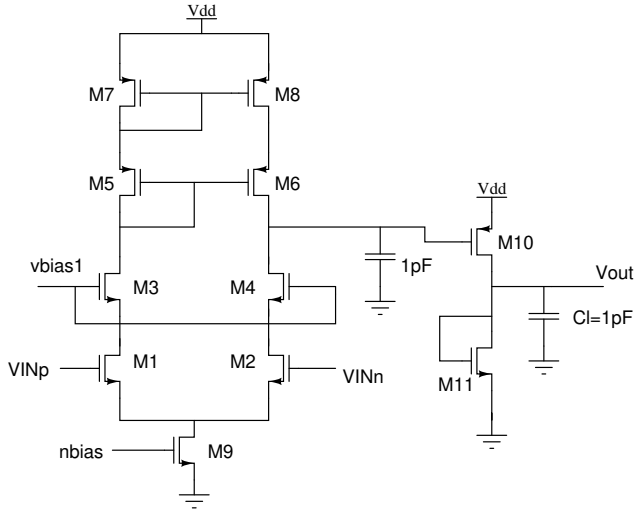 Vdd
M7
M8
M5
M6
Vdd
M10
vbias1
M3
M4
1pF
Vout
Cl=1pF
VINp
M1
M2
VINn
M11
nbias
M9